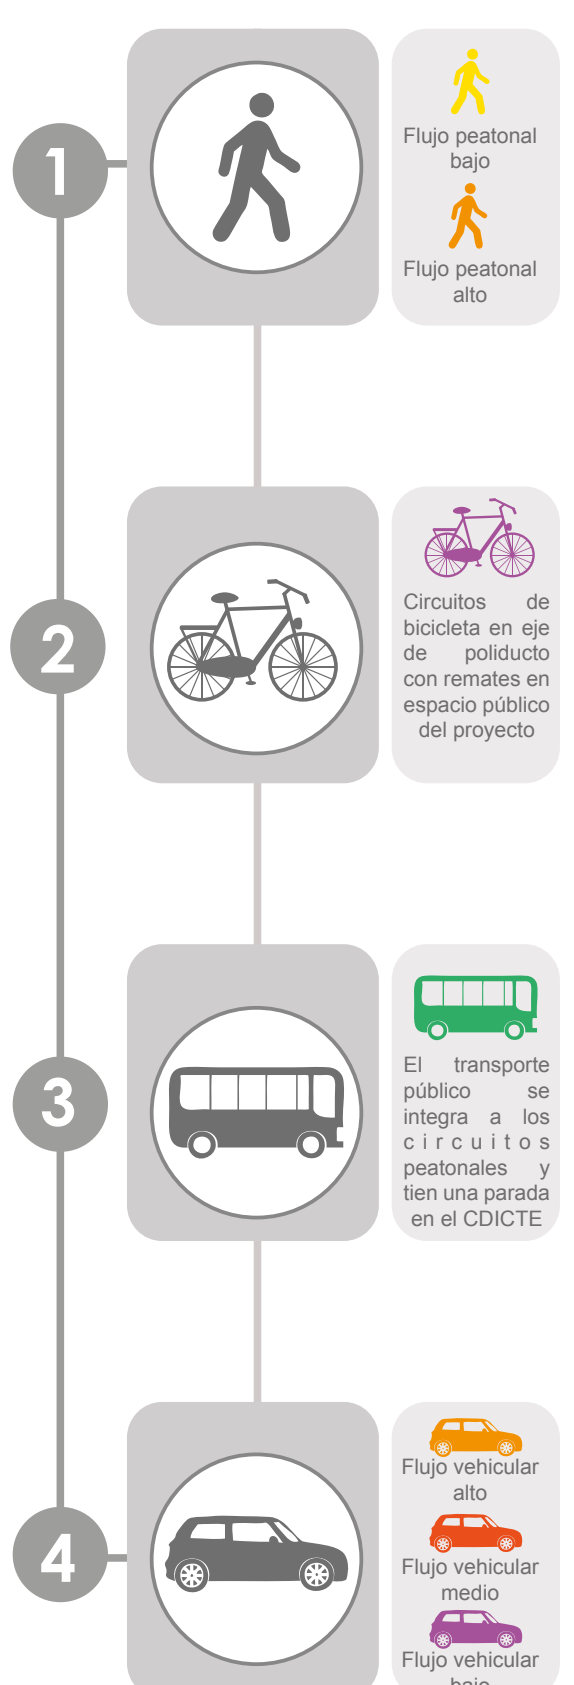 1
Flujo peatonal
bajo
Flujo peatonal
alto
2
Circuitos de
bicicleta en eje
de poliducto
con remates en
espacio público
del proyecto
3
El transporte
público se
integra a los
circuitos
peatonales y
tien una parada
en el CDICTE
4
Flujo vehicular
alto
Flujo vehicular
medio
Flujo vehicular
bajo